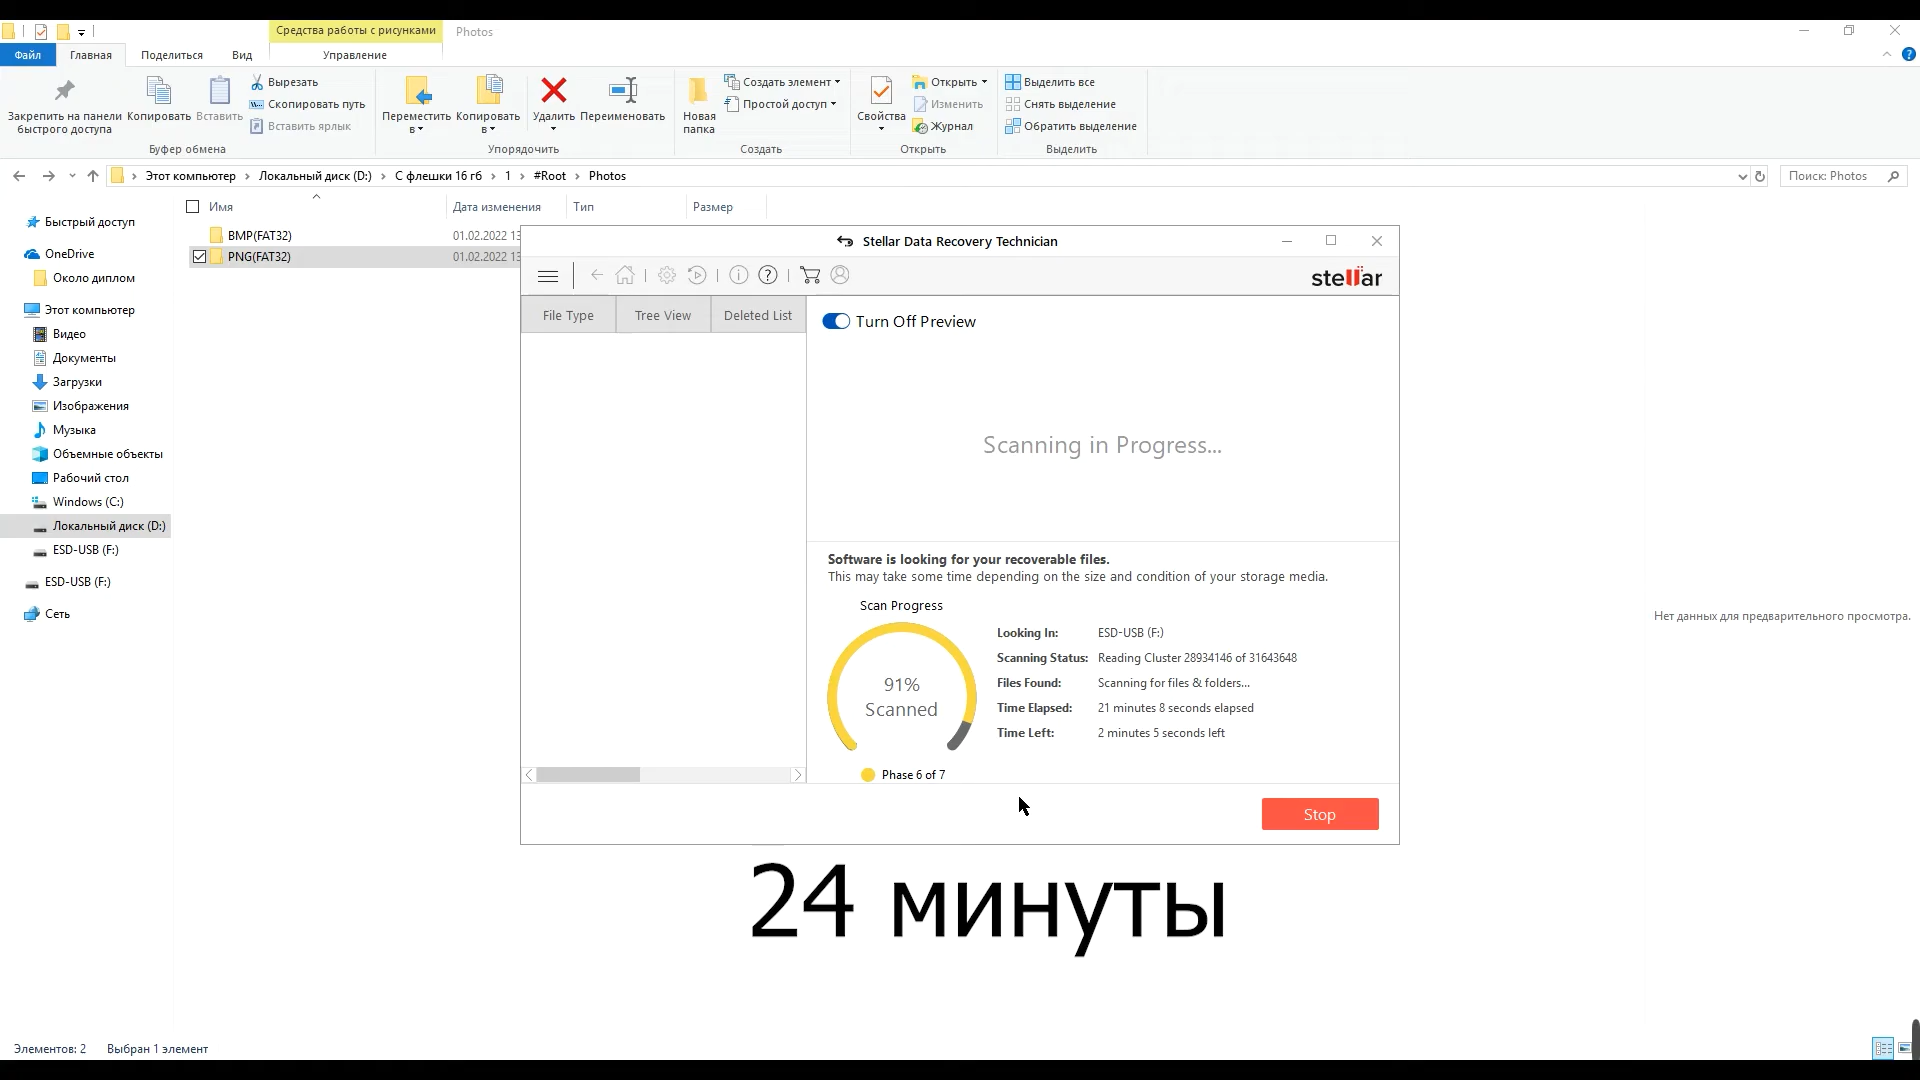 Средства работы с рисунками
Photos
Файл
Главная
Поделиться
Вид
Управление
Закрепить на панели быстрого доступа
Копировать
Вставить
Вырезать
Скопировать путь
Вставить ярлык
Буфер обмена
Переместить в
Копировать в
Удалить
Переименовать
Упорядочить
Новая папка
Создать элемент
Простой доступ
Создать
Свойства
Открыть
Изменить
Журнал
Открыть
Выделить все
Снять выделение
Обратить выделение
Выделить
Этот компьютер > Локальный диск (D:) > С флешки 16 гб > 1 > #Root > Photos
Поиск: Photos
Имя
Дата изменения
Тип
Размер
BMP(FAT32)
01.02.2022 13
PNG(FAT32)
01.02.2022 13
Быстрый доступ
OneDrive
Около диплом
Этот компьютер
Видео
Документы
Загрузки
Изображения
Музыка
Объемные объекты
Рабочий стол
Windows (C:)
Локальный диск (D:)
ESD-USB (F:)
ESD-USB (F:)
Сеть
Stellar Data Recovery Technician
stellar
File Type
Tree View
Deleted List
Turn Off Preview
Scanning in Progress...
Software is looking for your recoverable files.
This may take some time depending on the size and condition of your storage media.
Scan Progress
91%
Scanned
Phase 6 of 7
Looking In: ESD-USB (F:)
Scanning Status: Reading Cluster 28934146 of 31643648
Files Found: Scanning for files & folders...
Time Elapsed: 21 minutes 8 seconds elapsed
Time Left: 2 minutes 5 seconds left
Stop
Нет данных для предварительного просмотра.
24 минуты
Элементов: 2
Выбран 1 элемент